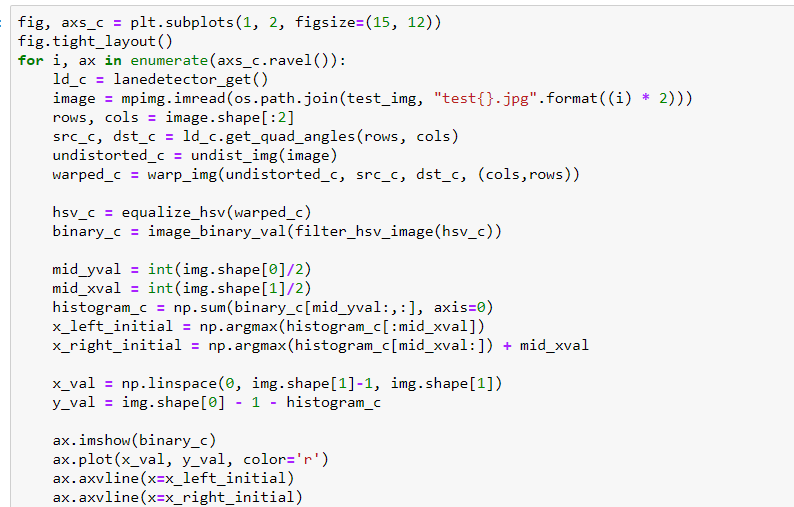 fig, axs_c = plt.subplots(1, 2, figsize=(15, 12))
fig.tight_layout()
for i, ax in enumerate(axs_c.ravel()):
    ld_c = lanedetector_get()
    image = mpimg.imread(os.path.join(test_img, "test{}.jpg".format((i) * 2)))
    rows, cols = image.shape[:2]
    src_c, dst_c = ld_c.get_quad_angles(rows, cols)
    undistorted_c = undist_img(image)
    warped_c = warp_img(undistorted_c, src_c, dst_c, (cols,rows))

    hsv_c = equalize_hsv(warped_c)
    binary_c = image_binary_val(filter_hsv_image(hsv_c))

    mid_yval = int(img.shape[0]/2)
    mid_xval = int(img.shape[1]/2)
    histogram_c = np.sum(binary_c[mid_yval:,:], axis=0)
    x_left_initial = np.argmax(histogram_c[:mid_xval])
    x_right_initial = np.argmax(histogram_c[mid_xval:]) + mid_xval

    x_val = np.linspace(0, img.shape[1]-1, img.shape[1])
    y_val = img.shape[0] - 1 - histogram_c

    ax.imshow(binary_c)
    ax.plot(x_val, y_val, color='r')
    ax.axvline(x=x_left_initial)
    ax.axvline(x=x_right_initial)